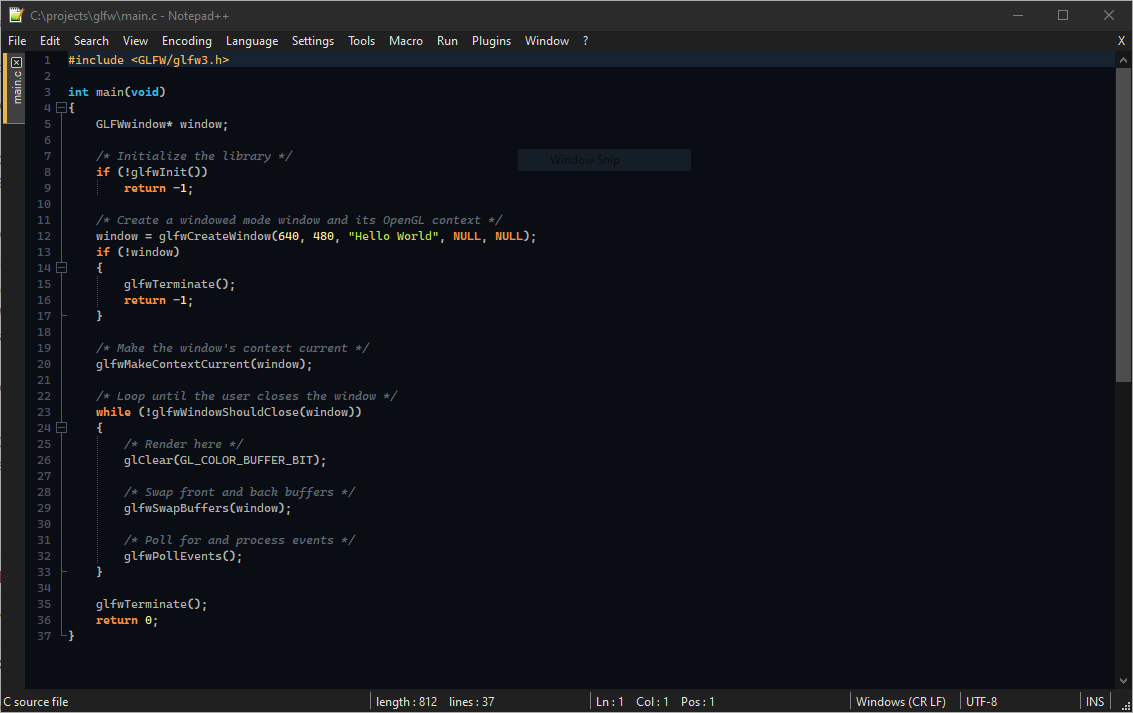 C:\projects\glfw\main.c - Notepad++
File Edit Search View Encoding Language Settings Tools Macro Run Plugins Window ? X
main.c
1 #include <GLFW/glfw3.h>
2
3 int main(void)
4 {
5     GLFWwindow* window;
6
7     /* Initialize the library */
8     if (!glfwInit())
9         return -1;
10
11     /* Create a windowed mode window and its OpenGL context */
12     window = glfwCreateWindow(640, 480, "Hello World", NULL, NULL);
13     if (!window)
14     {
15         glfwTerminate();
16         return -1;
17     }
18
19     /* Make the window's context current */
20     glfwMakeContextCurrent(window);
21
22     /* Loop until the user closes the window */
23     while (!glfwWindowShouldClose(window))
24     {
25         /* Render here */
26         glClear(GL_COLOR_BUFFER_BIT);
27
28         /* Swap front and back buffers */
29         glfwSwapBuffers(window);
30
31         /* Poll for and process events */
32         glfwPollEvents();
33     }
34
35     glfwTerminate();
36     return 0;
37 }
Window Snip
C source file length : 812 lines : 37 Ln : 1 Col : 1 Pos : 1 Windows (CR LF) UTF-8 INS